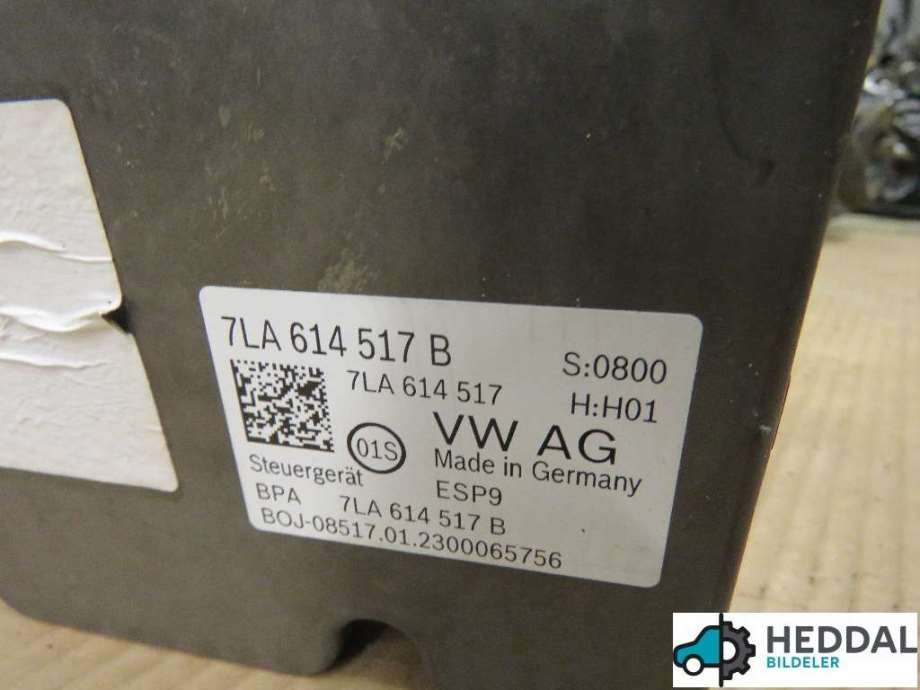 7LA 614 517 B
S:0800
7LA 614 517
H:H01
VW AG
01S
Made in Germany
Steuergerät
ESP9
BPA 7LA 614 517 B
BOJ-08517.01.2300065756
HEDDAL
BILDELER